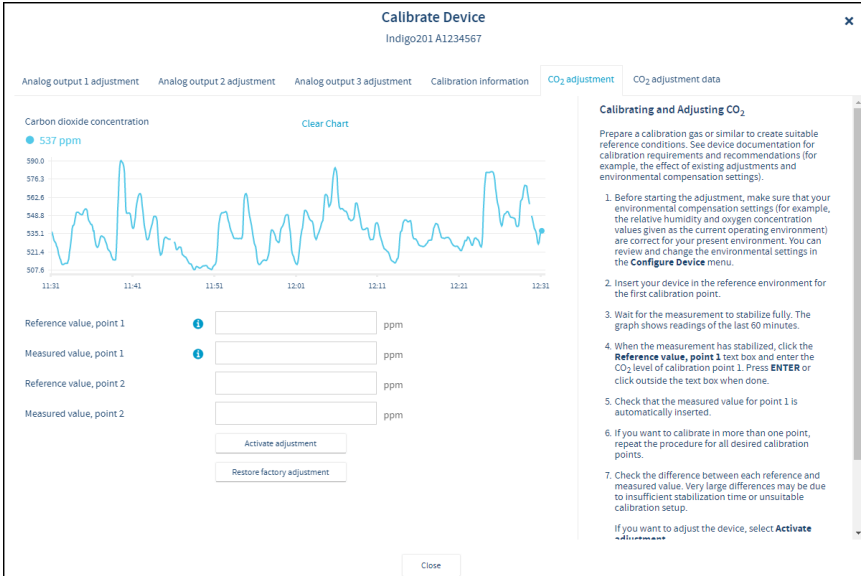 Calibrate Device
Indigo201 A1234567
Analog output 1 adjustment
Analog output 2 adjustment
Analog output 3 adjustment
Calibration information
CO2 adjustment
CO2 adjustment data
Carbon dioxide concentration
Clear Chart
537 ppm
590.0
576.3
562.6
548.8
535.1
521.4
507.6
11:31
11:41
11:51
12:01
12:11
12:21
12:31
Reference value, point 1
ppm
Measured value, point 1
ppm
Reference value, point 2
ppm
Measured value, point 2
ppm
Activate adjustment
Restore factory adjustment
Calibrating and Adjusting CO2
Prepare a calibration gas or similar to create suitable
reference conditions. See device documentation for
calibration requirements and recommendations (for
example, the effect of existing adjustments and
environmental compensation settings).
1. Before starting the adjustment, make sure that your
environmental compensation settings (for example,
the relative humidity and oxygen concentration
values given as the current operating environment)
are correct for your present environment. You can
review and change the environmental settings in
the Configure Device menu.
2. Insert your device in the reference environment for
the first calibration point.
3. Wait for the measurement to stabilize fully. The
graph shows readings of the last 60 minutes.
4. When the measurement has stabilized, click the
Reference value, point 1 text box and enter the
CO2 level of calibration point 1. Press ENTER or
click outside the text box when done.
5. Check that the measured value for point 1 is
automatically inserted.
6. If you want to calibrate in more than one point,
repeat the procedure for all desired calibration
points.
7. Check the difference between each reference and
measured value. Very large differences may be due
to insufficient stabilization time or unsuitable
calibration setup.
If you want to adjust the device, select Activate
adjustment
Close